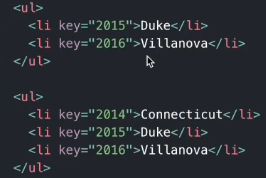 <ul>
<li key="2015">Duke</li>
<li key="2016">Villanova</li>
</ul>
<ul>
<li key="2014">Connecticut</li>
<li key="2015">Duke</li>
<li key="2016">Villanova</li>
</ul>